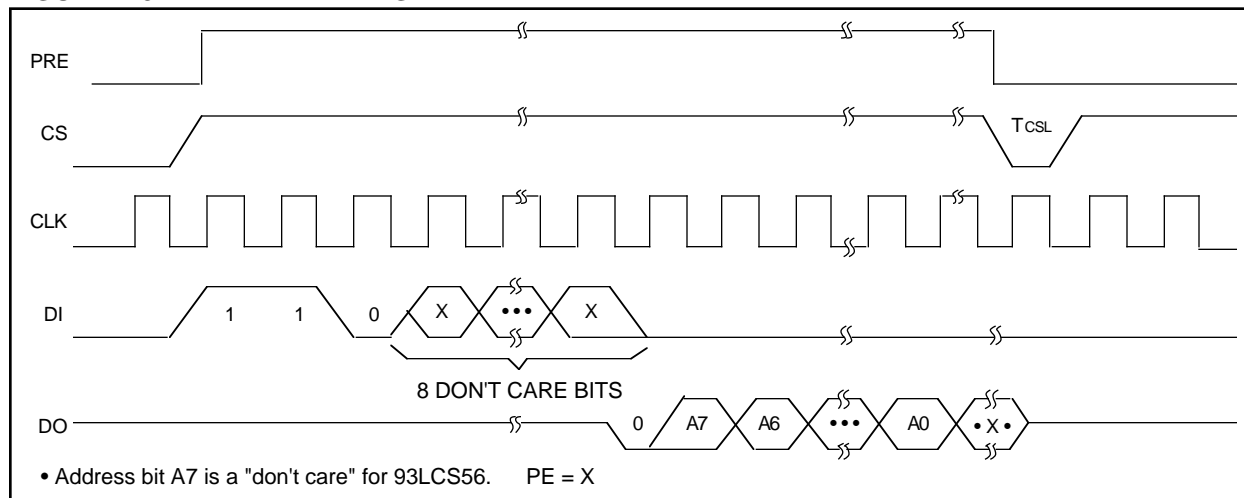 PRE
CS
TCSL
CLK
DI
1 1 0 X ••• X
8 DON'T CARE BITS
DO
0 A7 A6 ••• A0 • X •
• Address bit A7 is a "don't care" for 93LCS56. PE = X